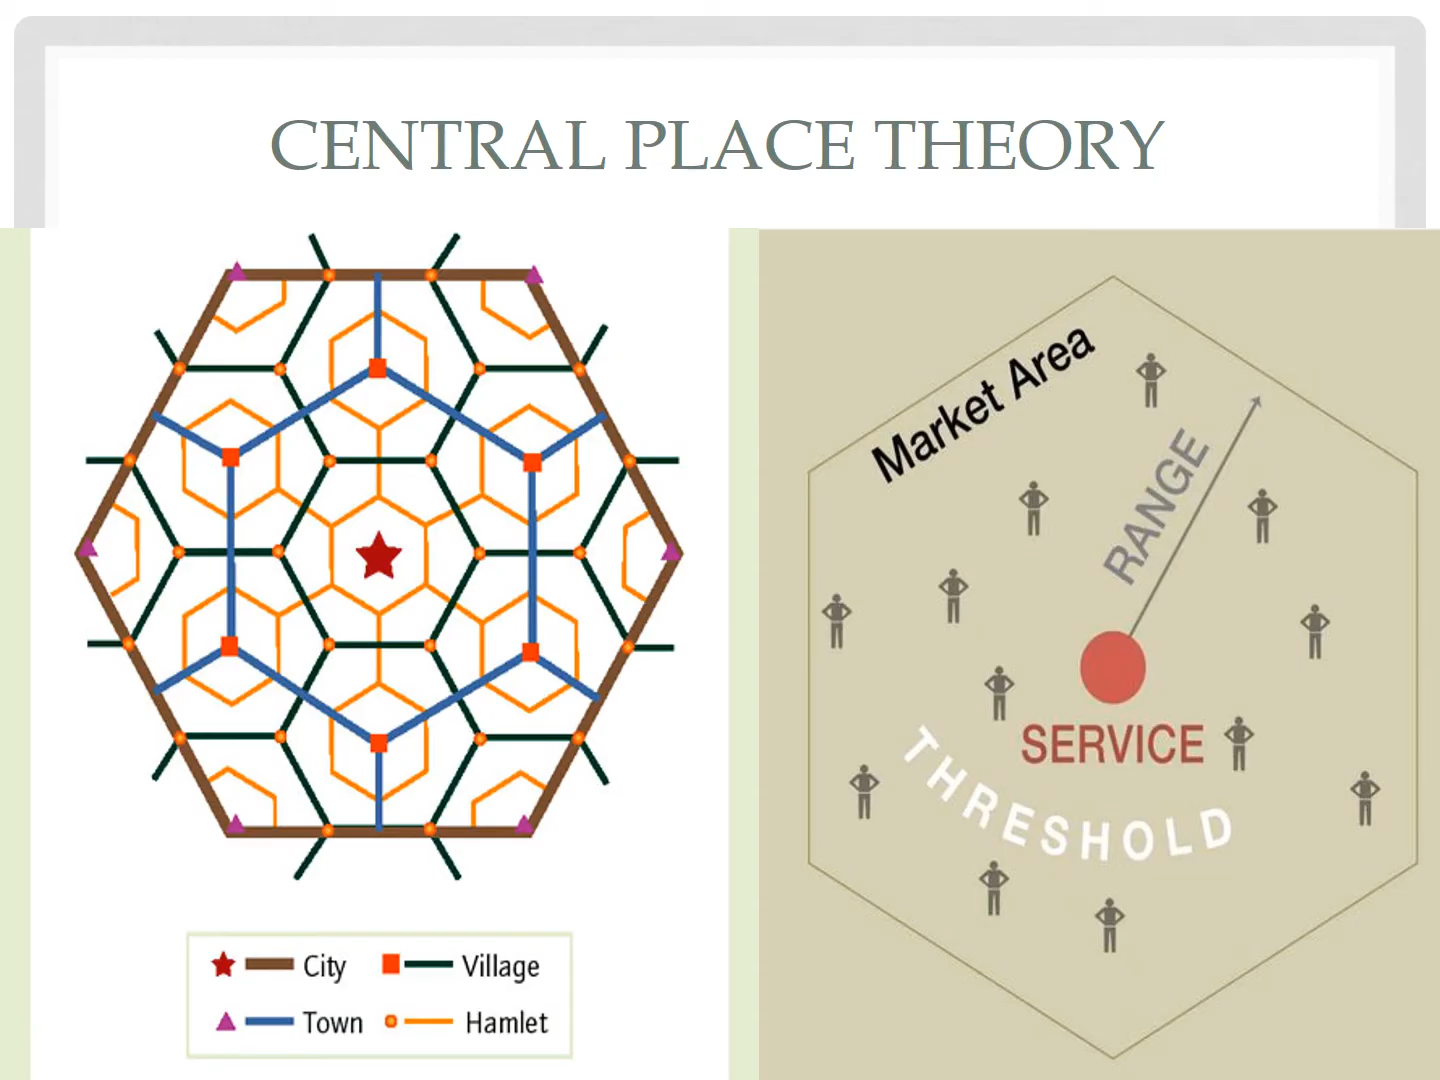 CENTRAL PLACE THEORY
City
Village
Town
Hamlet
Market Area
RANGE
SERVICE
THRESHOLD